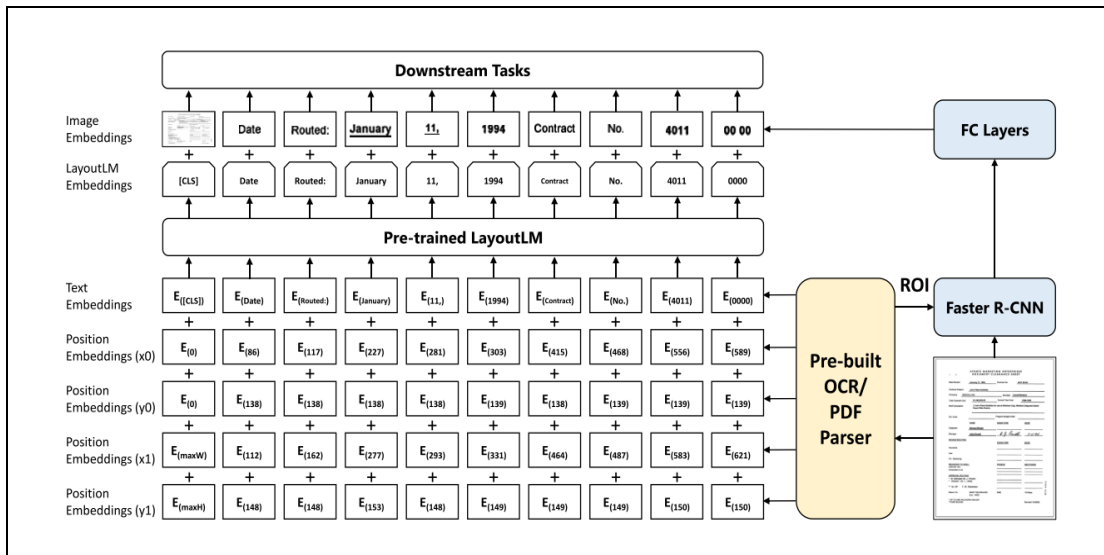 Downstream Tasks
Image Embeddings
Date Routed: January 11, 1994 Contract No. 4011 00 00
FC Layers
LayoutLM Embeddings
[CLS] Date Routed: January 11, 1994 Contract No. 4011 0000
+ + + + + + + + + +
Pre-trained LayoutLM
Text Embeddings
E([CLS]) E(Date) E(Routed:) E(January) E(11,) E(1994) E(Contract) E(No.) E(4011) E(0000)
ROI
Faster R-CNN
+ + + + + + + + + +
Position Embeddings (x0)
E(0) E(86) E(117) E(227) E(281) E(303) E(415) E(468) E(556) E(589)
+ + + + + + + + + +
Position Embeddings (y0)
E(0) E(138) E(138) E(138) E(138) E(139) E(138) E(139) E(139) E(139)
+ + + + + + + + + +
Position Embeddings (x1)
E(maxW) E(112) E(162) E(277) E(293) E(331) E(464) E(487) E(583) E(621)
+ + + + + + + + + +
Position Embeddings (y1)
E(maxH) E(148) E(148) E(153) E(148) E(149) E(149) E(149) E(150) E(150)
Pre-built
OCR/
PDF
Parser